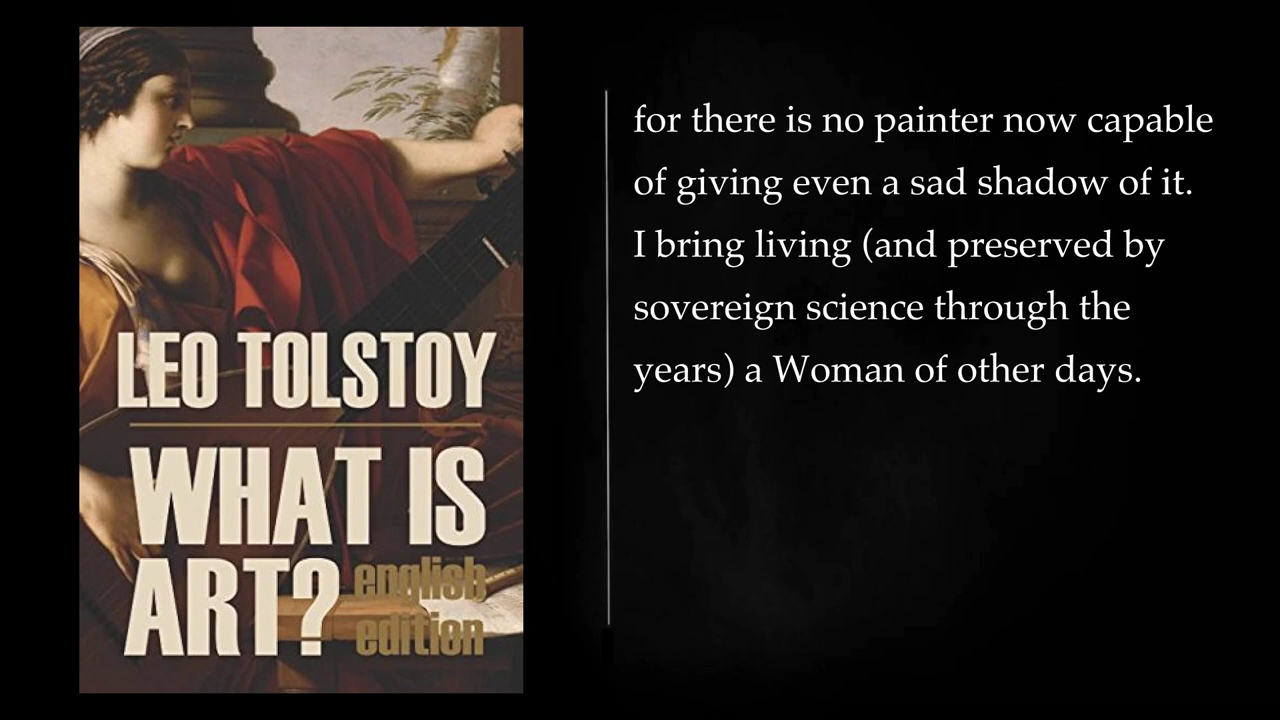 LEO TOLSTOY
WHAT IS
ART?
english
edition
for there is no painter now capable
of giving even a sad shadow of it.
I bring living (and preserved by
sovereign science through the
years) a Woman of other days.